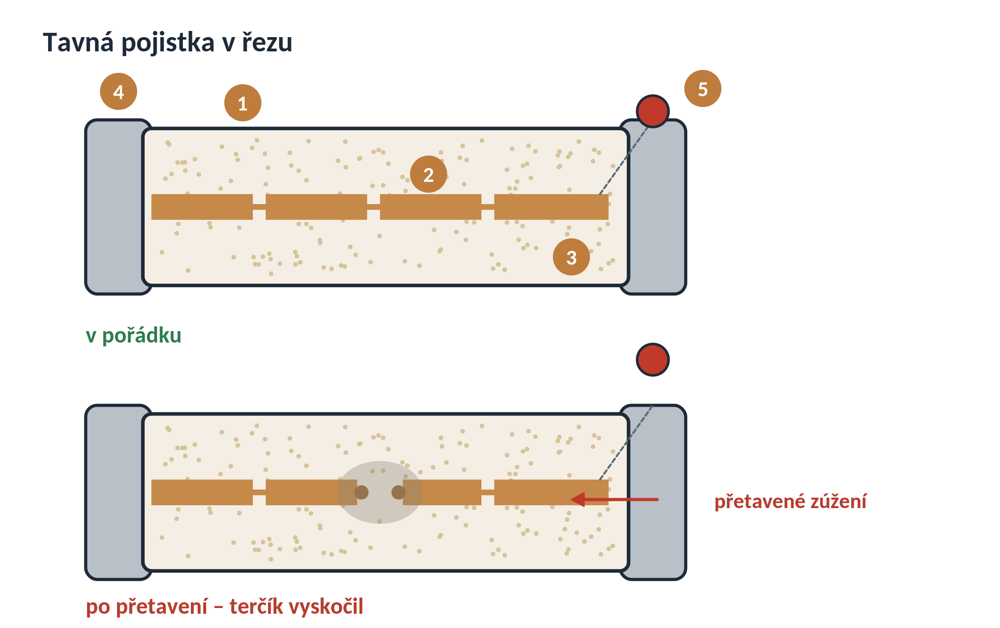 Tavná pojistka v řezu
4
1
5
2
3
v pořádku
přetavené zúžení
po přetavení – terčík vyskočil